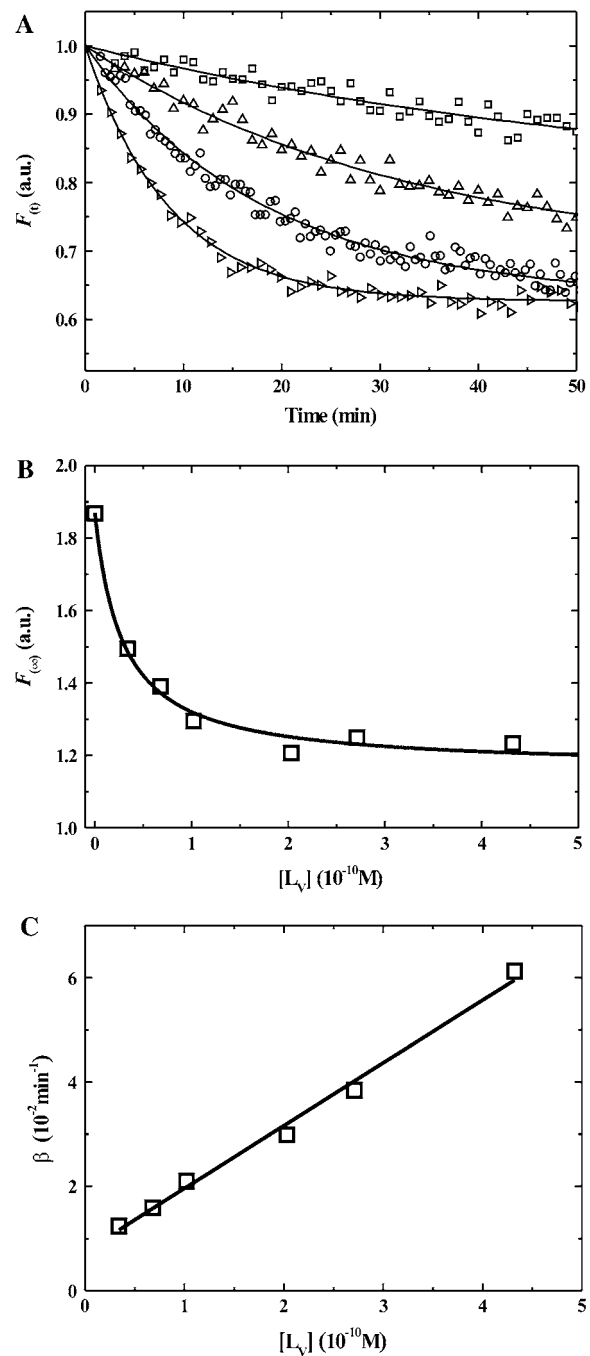 A
1.0
0.9
0.8
0.7
0.6
F(t) (a.u.)
0 10 20 30 40 50
Time (min)
B
2.0
1.8
1.6
1.4
1.2
1.0
F(∞) (a.u.)
0 1 2 3 4 5
[LV] (10-10M)
C
6
4
2
0
β (10-2min-1)
0 1 2 3 4 5
[LV] (10-10M)